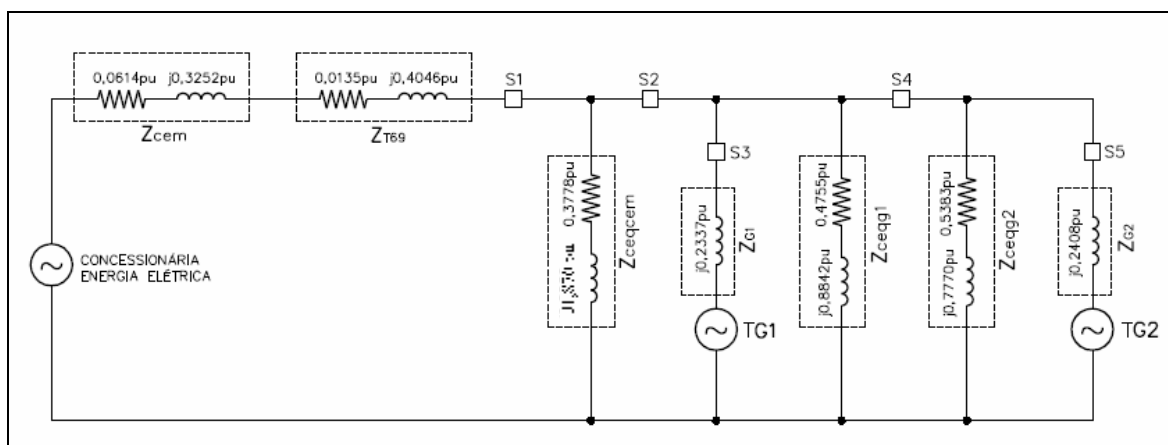 0,0614pu j0,3252pu
Zcem
0,0135pu j0,4046pu
ZT69
S1
S2
S4
S3
S5
0,3778pu
Zceqcem
j0,2337pu
ZG1
0,4755pu
j0,8842pu
Zceqg1
0,5383pu
j0,7770pu
Zceqg2
j0,2408pu
ZG2
CONCESSIONÁRIA
ENERGIA ELÉTRICA
TG1
TG2